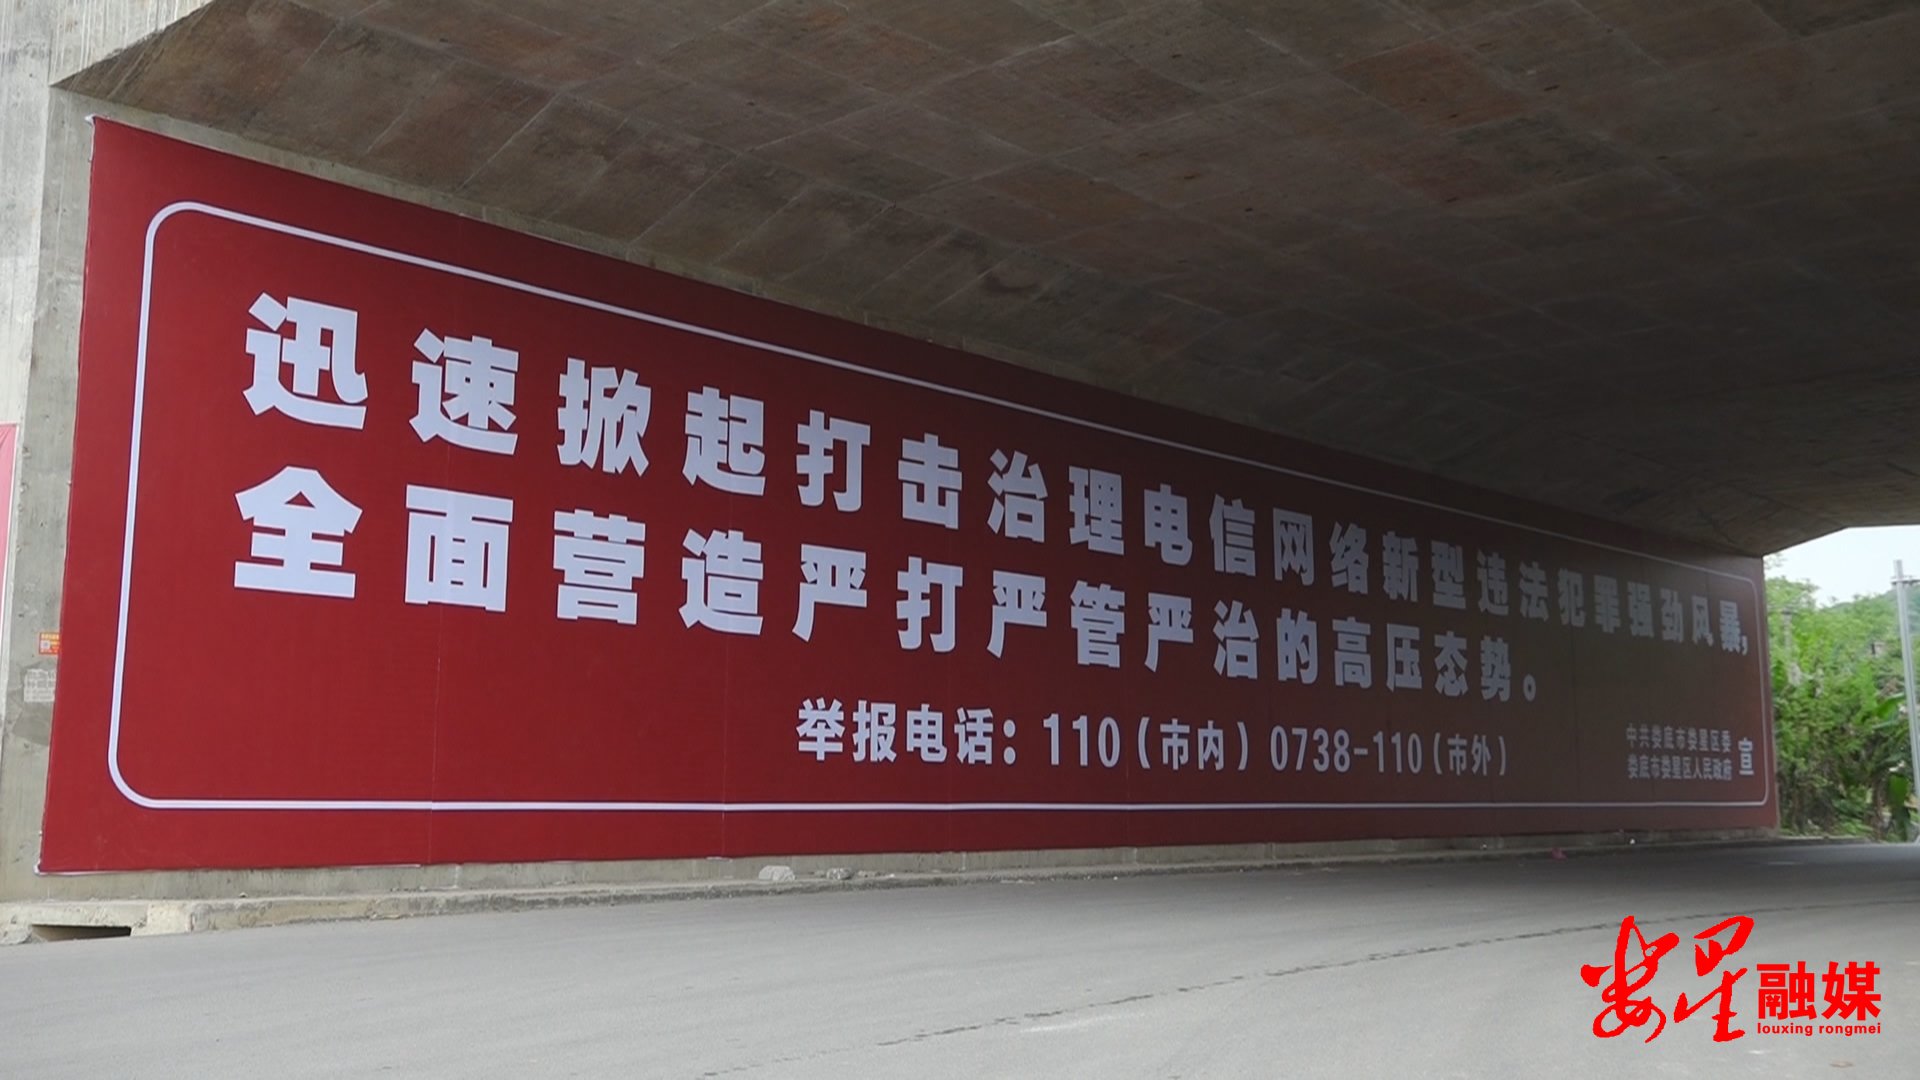 迅速掀起打击治理电信网络新型违法犯罪强劲风暴,
全面营造严打严管严治的高压态势。
举报电话：110（市内）0738-110（市外）
中共娄底市娄星区委
娄底市娄星区人民政府
宣
娄星融媒
louxing rongmei